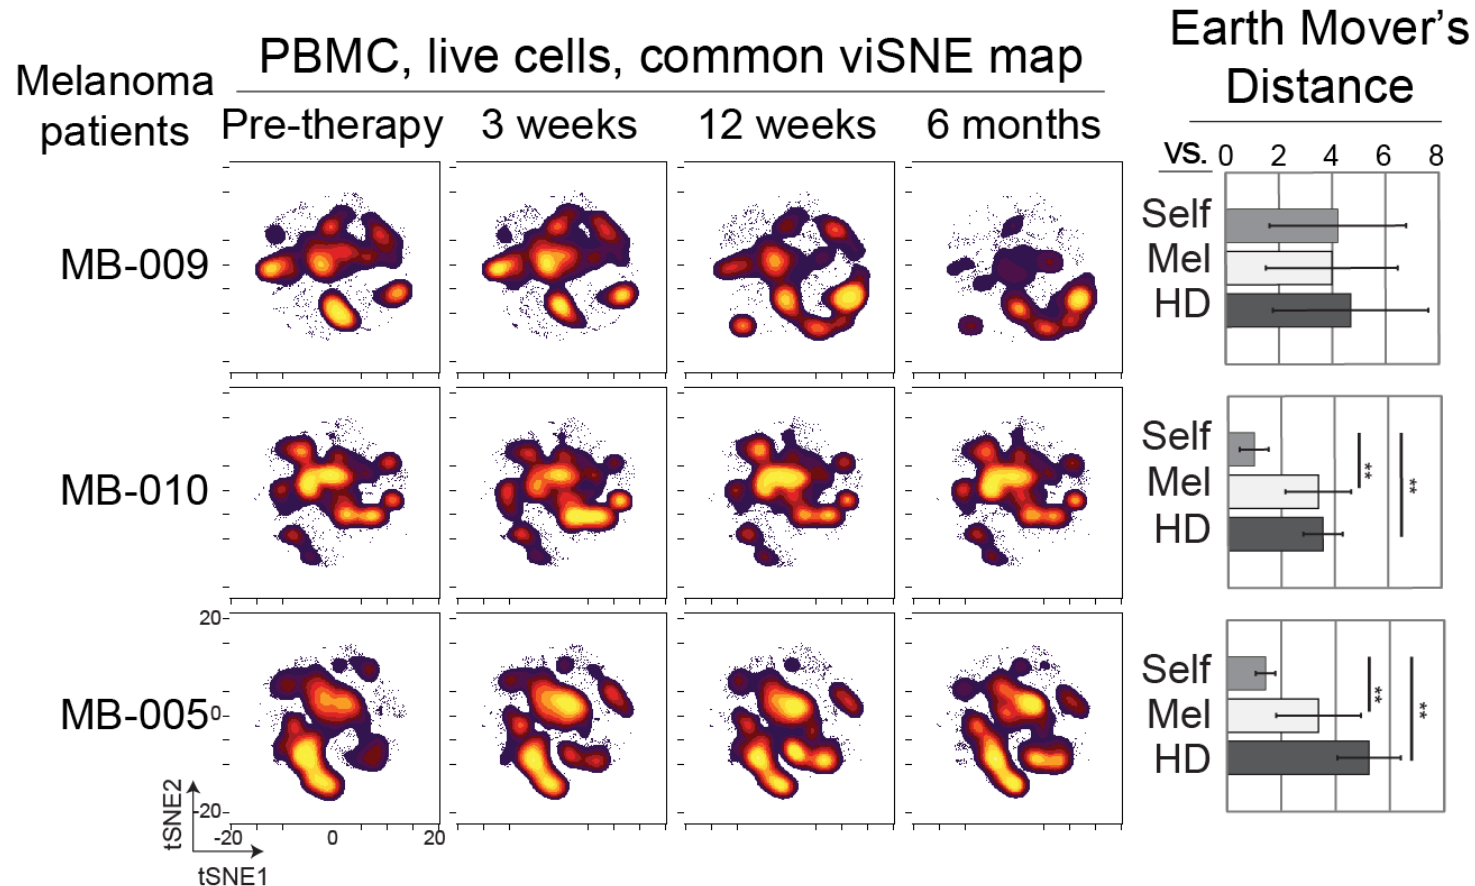 PBMC, live cells, common viSNE map
Earth Mover's
Distance
Melanoma
patients
Pre-therapy 3 weeks 12 weeks 6 months
vs. 0 2 4 6 8
MB-009
Self
Mel
HD
MB-010
Self
Mel
HD
**
**
MB-005
Self
Mel
HD
**
**
20
0
-20
-20 0 20
tSNE2
tSNE1